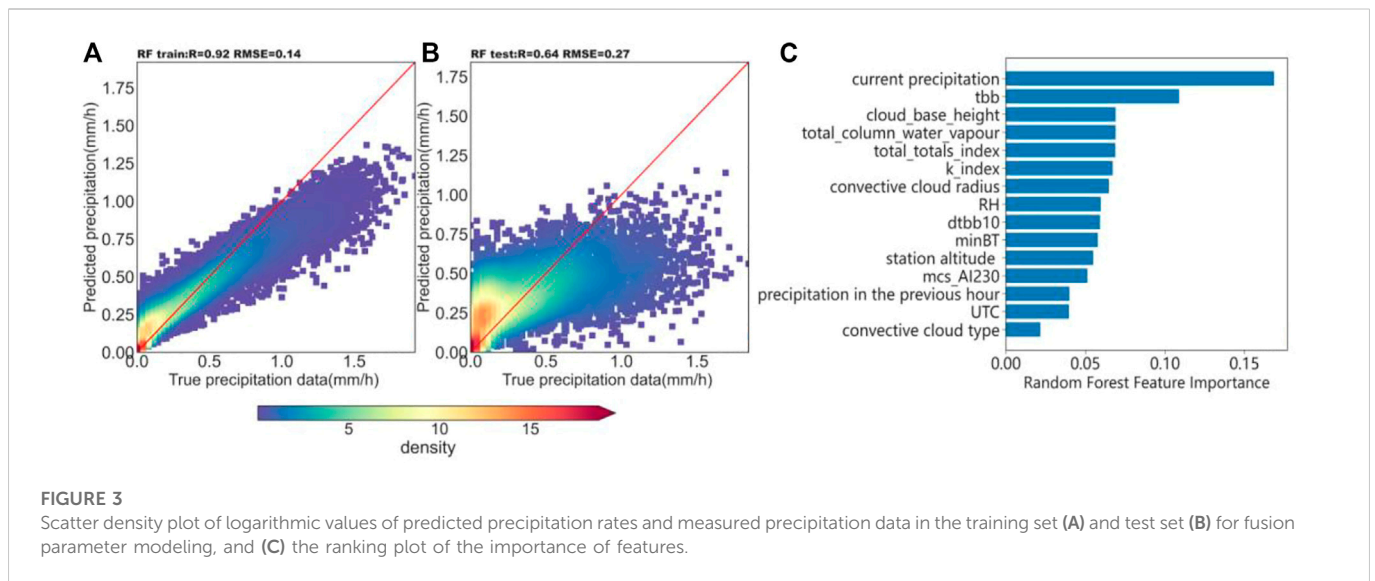 A
RF train:R=0.92 RMSE=0.14
Predicted precipitation(mm/h)
1.75
1.50
1.25
1.00
0.75
0.50
0.25
0.00
0.0 0.5 1.0 1.5
True precipitation data(mm/h)
B
RF test:R=0.64 RMSE=0.27
Predicted precipitation(mm/h)
1.75
1.50
1.25
1.00
0.75
0.50
0.25
0.00
0.0 0.5 1.0 1.5
True precipitation data(mm/h)
5 10 15
density
C
current precipitation
tbb
cloud_base_height
total_column_water_vapour
total_totals_index
k_index
convective cloud radius
RH
dtbb10
minBT
station altitude
mcs_AI230
precipitation in the previous hour
UTC
convective cloud type
0.00 0.05 0.10 0.15
Random Forest Feature Importance
FIGURE 3
Scatter density plot of logarithmic values of predicted precipitation rates and measured precipitation data in the training set (A) and test set (B) for fusion
parameter modeling, and (C) the ranking plot of the importance of features.